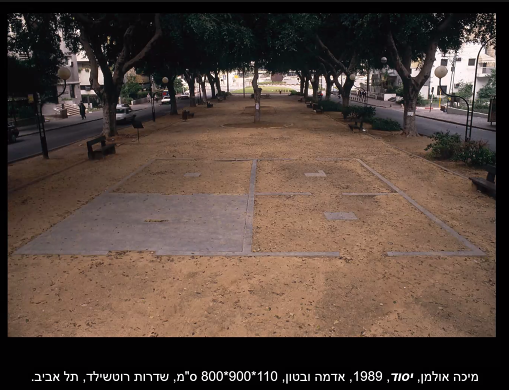 מיכה אולמן, יסוד, 1989, אדמה ובטון, 110*900*800 ס"מ, שדרות רוטשילד, תל אביב.